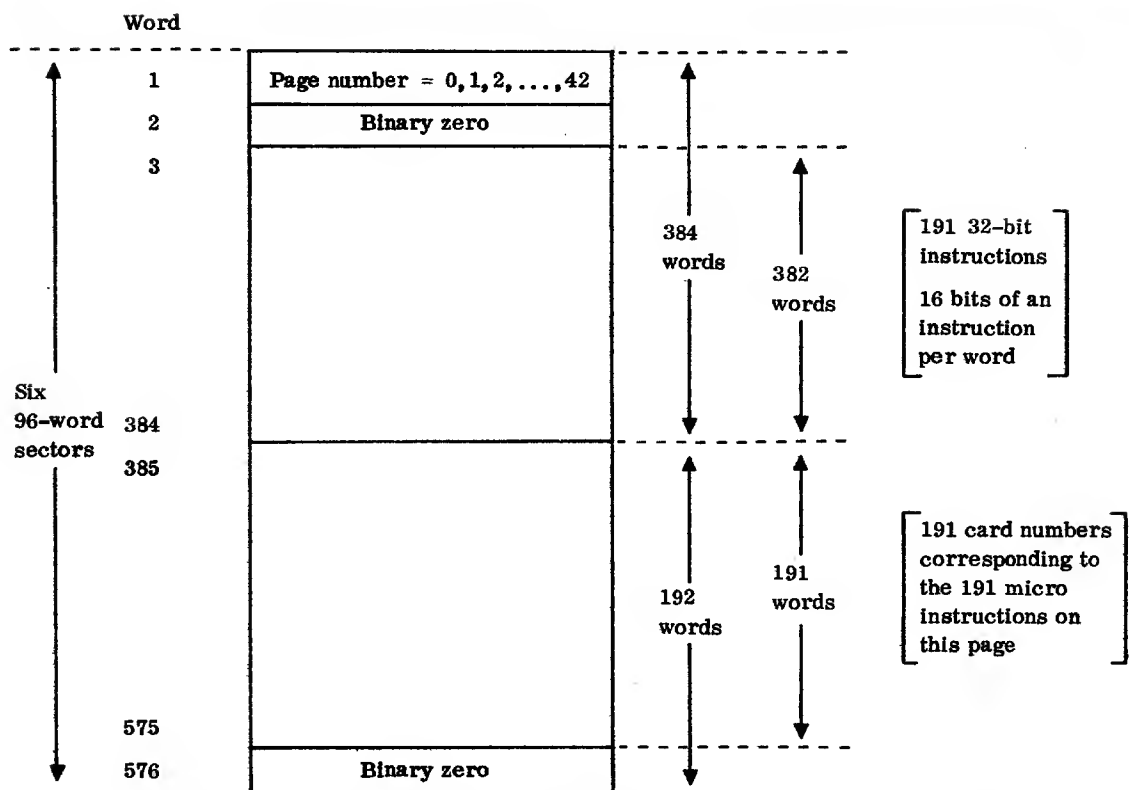 Word
1
Page number = 0,1,2,...,42
2
Binary zero
3
384
words
382
words
191 32-bit
instructions
16 bits of an
instruction
per word
Six
96-word
sectors
384
385
192
words
191
words
191 card numbers
corresponding to
the 191 micro
instructions on
this page
575
576
Binary zero